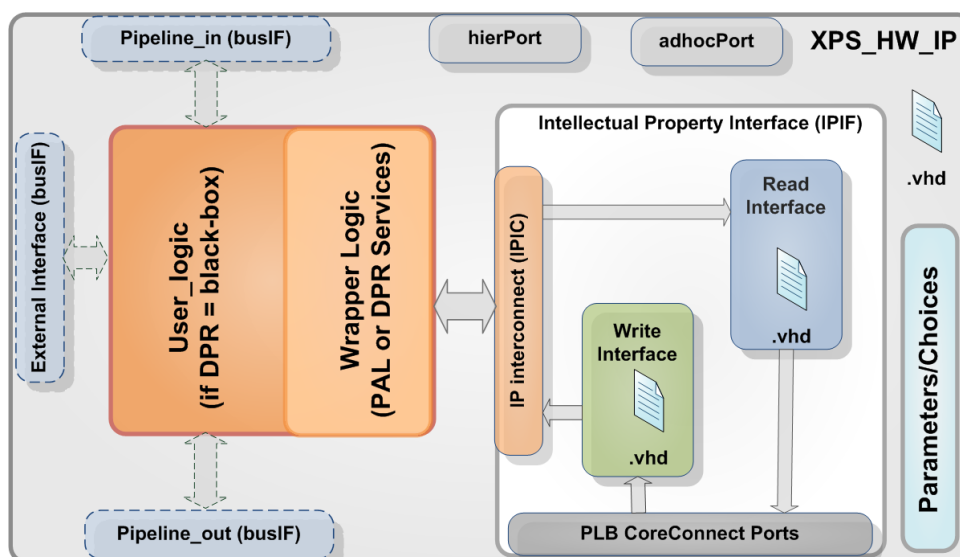 Pipeline_in (busIF)
hierPort
adhocPort
XPS_HW_IP
Intellectual Property Interface (IPIF)
.vhd
External Interface (busIF)
User_logic
(if DPR = black-box)
Wrapper Logic
(PAL or DPR Services)
IP interconnect (IPIC)
Read
Interface
.vhd
Write
Interface
.vhd
Parameters/Choices
Pipeline_out (busIF)
PLB CoreConnect Ports